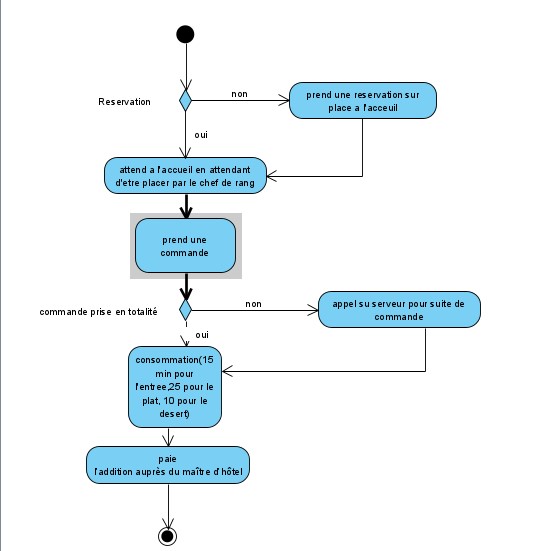 non
prend une reservation sur
place a l'acceuil
Reservation
oui
attend a l'accueil en attendant
d'etre placer par le chef de rang
prend une
commande
commande prise en totalité
non
appel su serveur pour suite de
commande
oui
consommation(15
min pour
l'entree,25 pour le
plat, 10 pour le
desert)
paie
l'addition auprès du maître d'hôtel